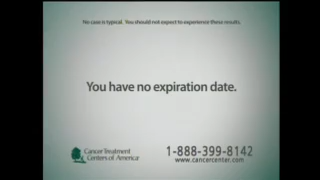 No case is typical. You should not expect to experience these results.
You have no expiration date.
Cancer Treatment
Centers of America
1-888-399-8142
www.cancercenter.com